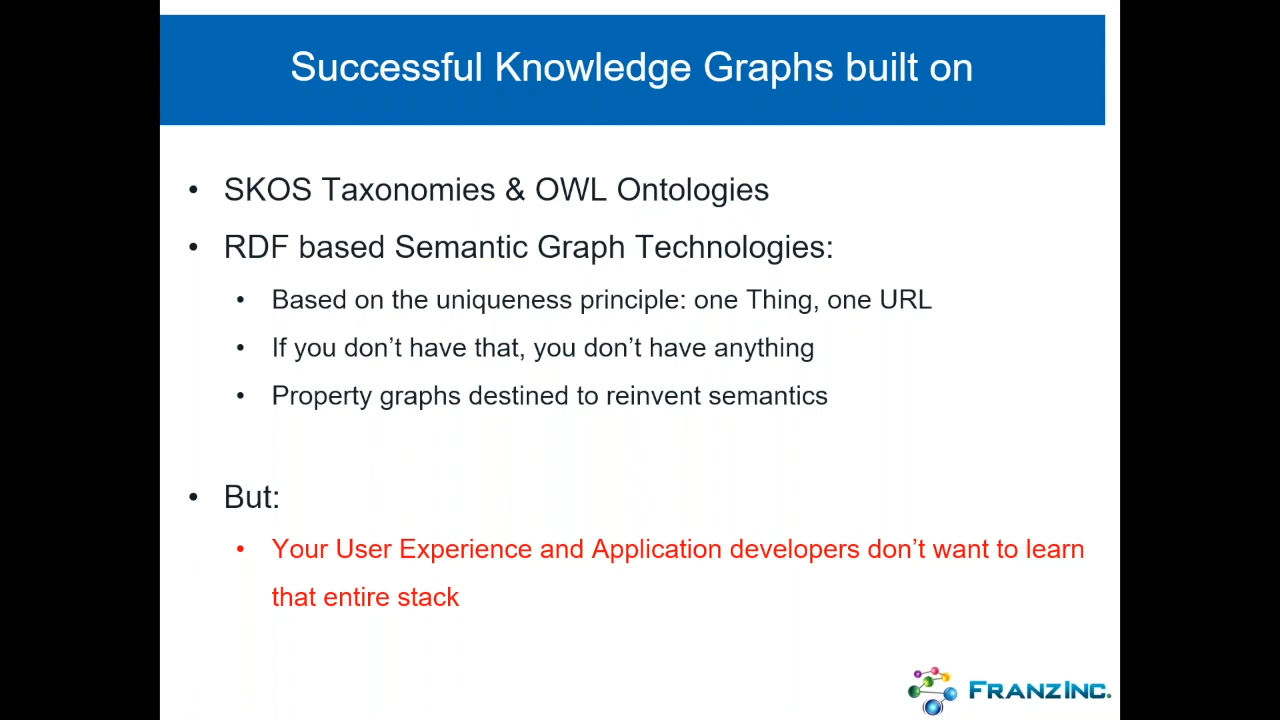 Successful Knowledge Graphs built on
• SKOS Taxonomies & OWL Ontologies
• RDF based Semantic Graph Technologies:
• Based on the uniqueness principle: one Thing, one URL
• If you don’t have that, you don’t have anything
• Property graphs destined to reinvent semantics
• But:
• Your User Experience and Application developers don’t want to learn
that entire stack
FRANZINC.